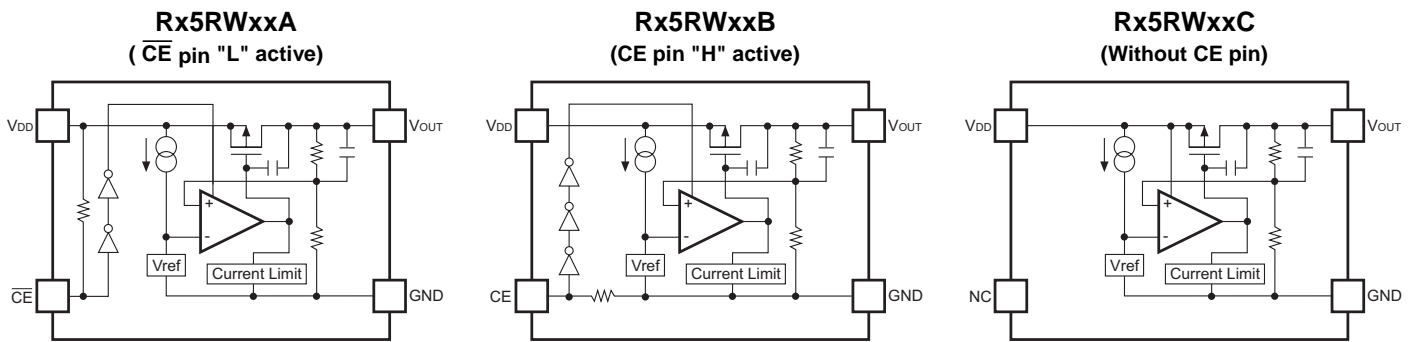 Rx5RWxxA
( CE pin "L" active)
VDD
VOUT
+
-
Vref
Current Limit
CE
GND
Rx5RWxxB
(CE pin "H" active)
VDD
VOUT
+
-
Vref
Current Limit
CE
GND
Rx5RWxxC
(Without CE pin)
VDD
VOUT
+
-
Vref
Current Limit
NC
GND